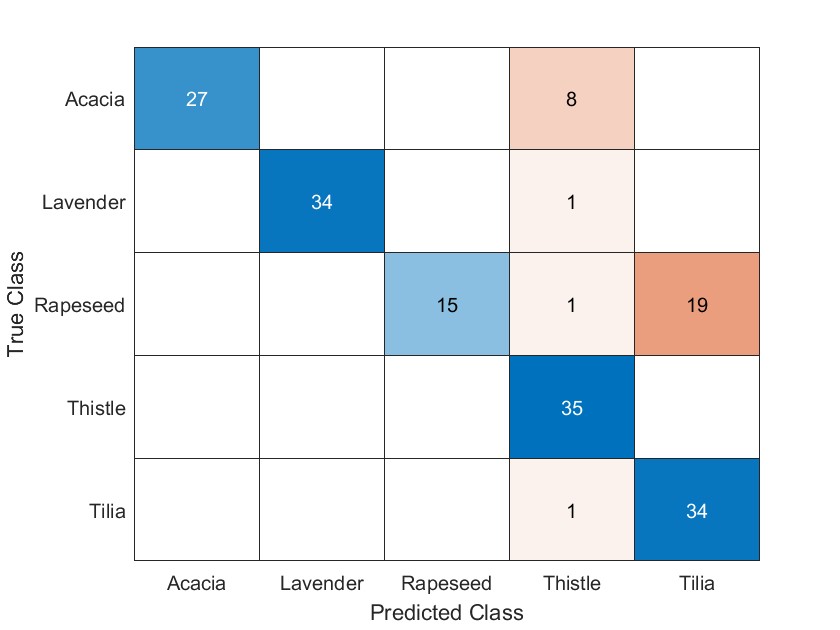 True Class
Acacia 27 8
Lavender 34 1
Rapeseed 15 1 19
Thistle 35
Tilia 1 34
Acacia Lavender Rapeseed Thistle Tilia
Predicted Class